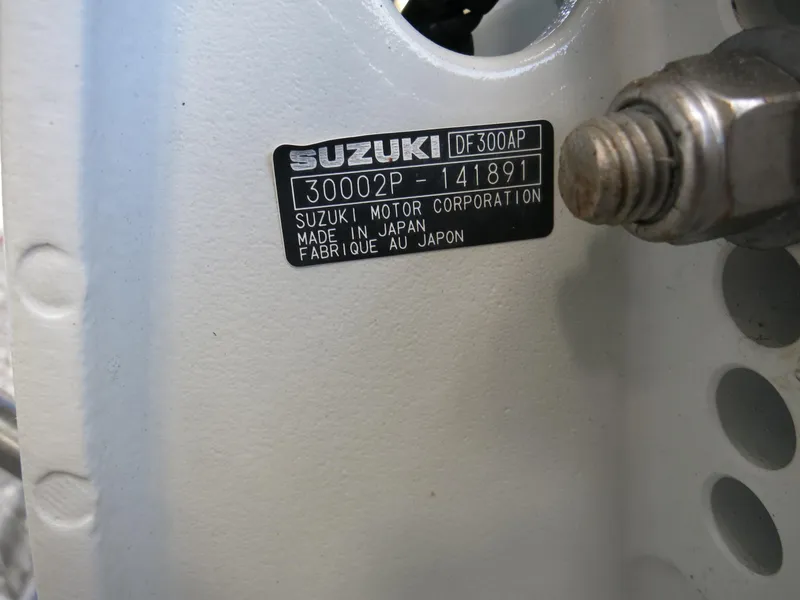 SUZUKI DF300AP
30002P-141891
SUZUKI MOTOR CORPORATION
MADE IN JAPAN
FABRIQUE AU JAPON